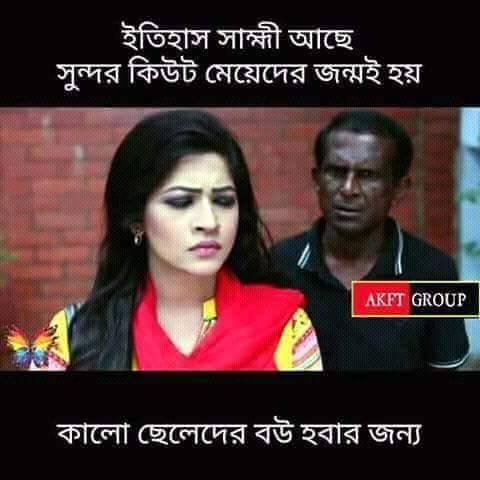 ইতিহাস সাক্ষী আছে
সুন্দর কিউট মেয়েদের জন্মই হয়
AKFT GROUP
কালো ছেলেদের বউ হবার জন্য